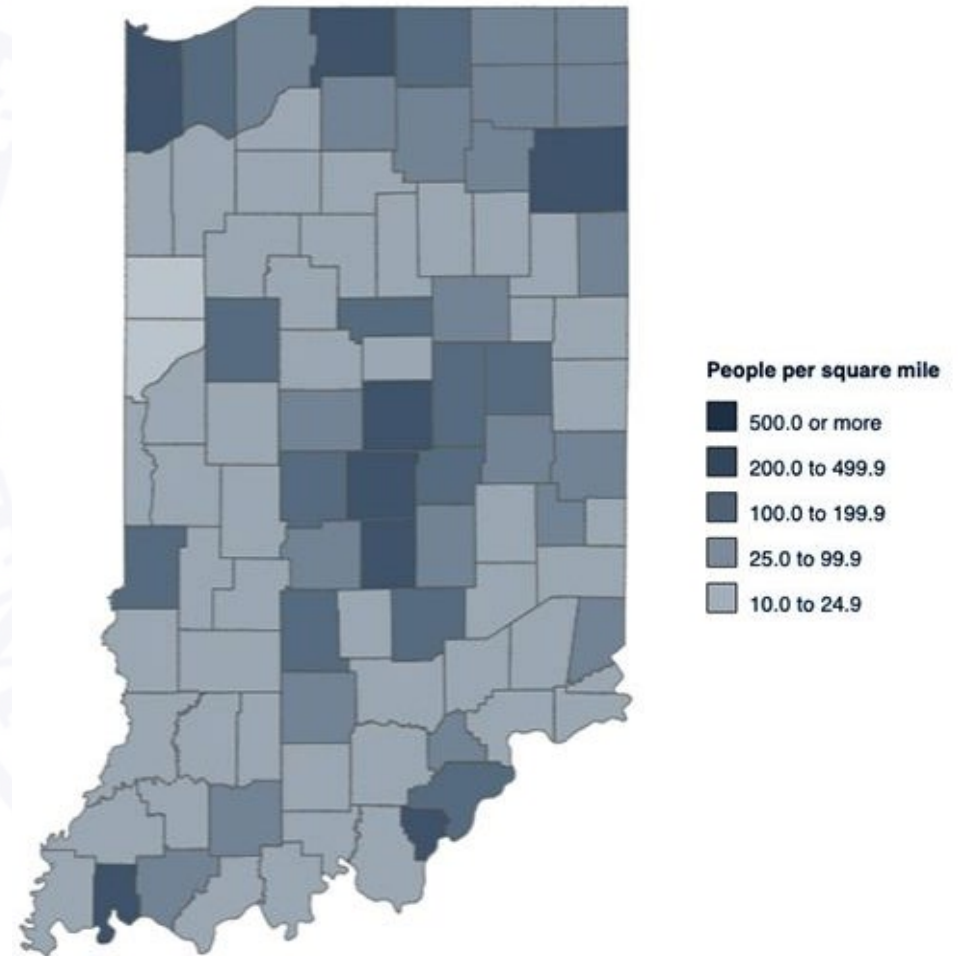 People per square mile
500.0 or more
200.0 to 499.9
100.0 to 199.9
25.0 to 99.9
10.0 to 24.9